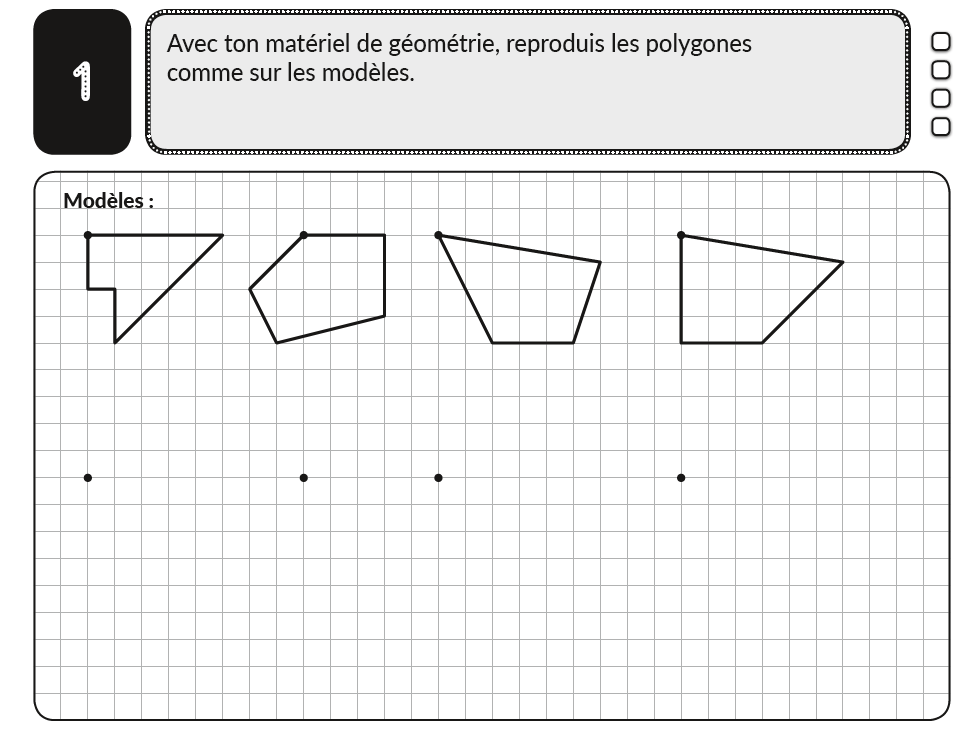 1
Avec ton matériel de géométrie, reproduis les polygones
comme sur les modèles.
Modèles :